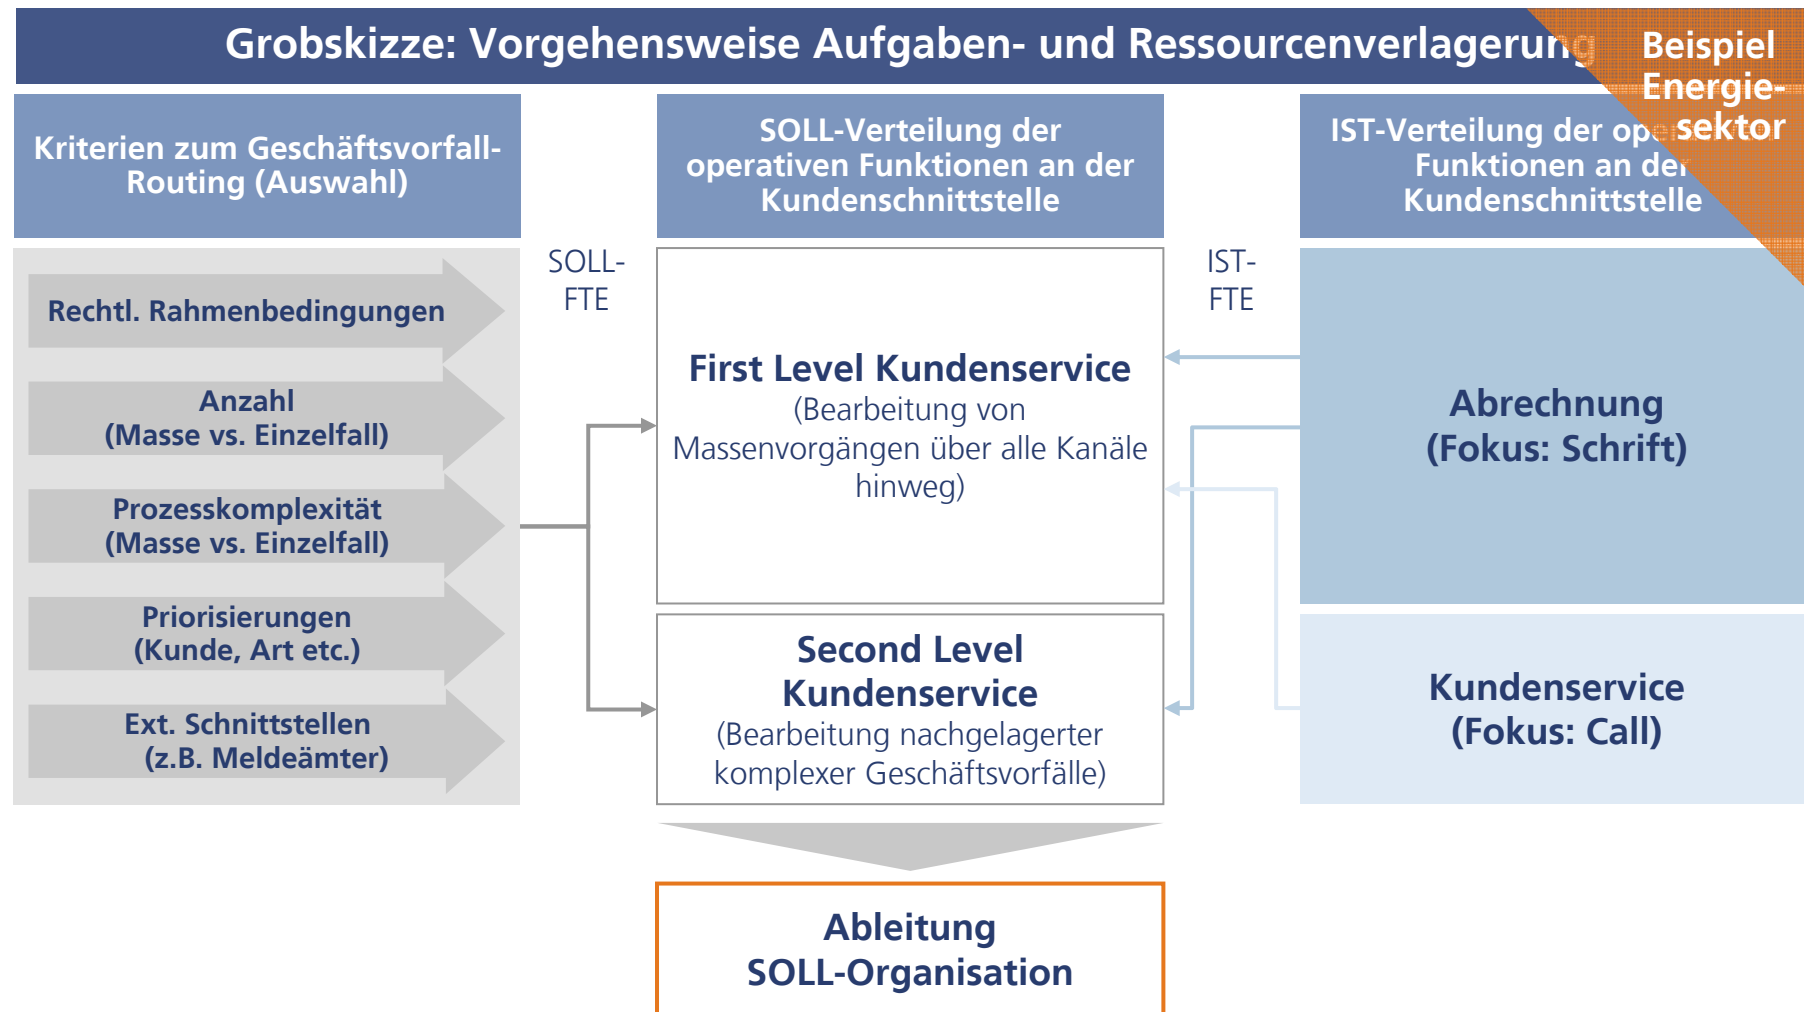 Grobskizze: Vorgehensweise Aufgaben- und Ressourcenverlagerung
Beispiel
Energie-
sektor
Kriterien zum Geschäftsvorfall-
Routing (Auswahl)
SOLL-Verteilung der
operativen Funktionen an der
Kundenschnittstelle
IST-Verteilung der operativen
Funktionen an der
Kundenschnittstelle
Rechtl. Rahmenbedingungen
Anzahl
(Masse vs. Einzelfall)
Prozesskomplexität
(Masse vs. Einzelfall)
Priorisierungen
(Kunde, Art etc.)
Ext. Schnittstellen
(z.B. Meldeämter)
SOLL-
FTE
First Level Kundenservice
(Bearbeitung von
Massenvorgängen über alle Kanäle
hinweg)
Second Level
Kundenservice
(Bearbeitung nachgelagerter
komplexer Geschäftsvorfälle)
IST-
FTE
Abrechnung
(Fokus: Schrift)
Kundenservice
(Fokus: Call)
Ableitung
SOLL-Organisation